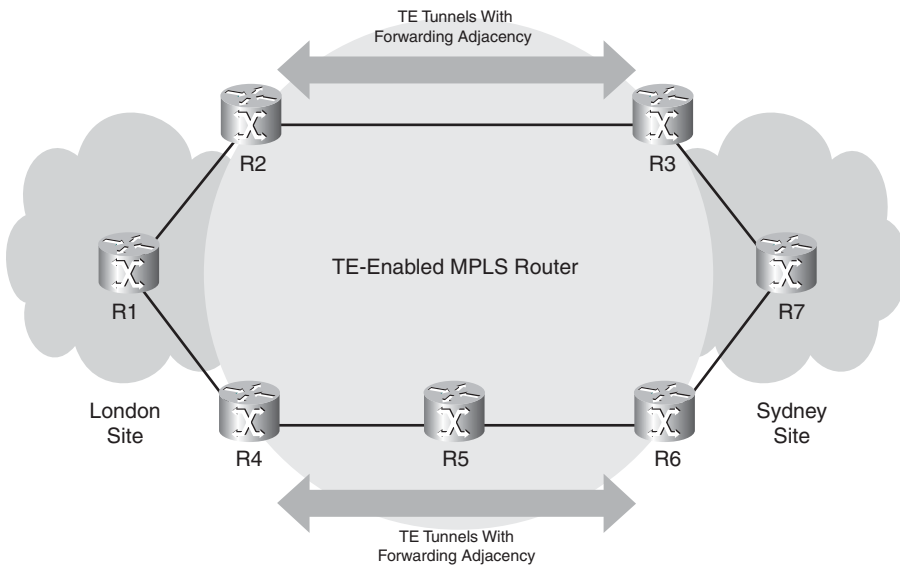 TE Tunnels With
Forwarding Adjacency
R2
R3
TE-Enabled MPLS Router
R1
R7
London
Site
Sydney
Site
R4
R5
R6
TE Tunnels With
Forwarding Adjacency